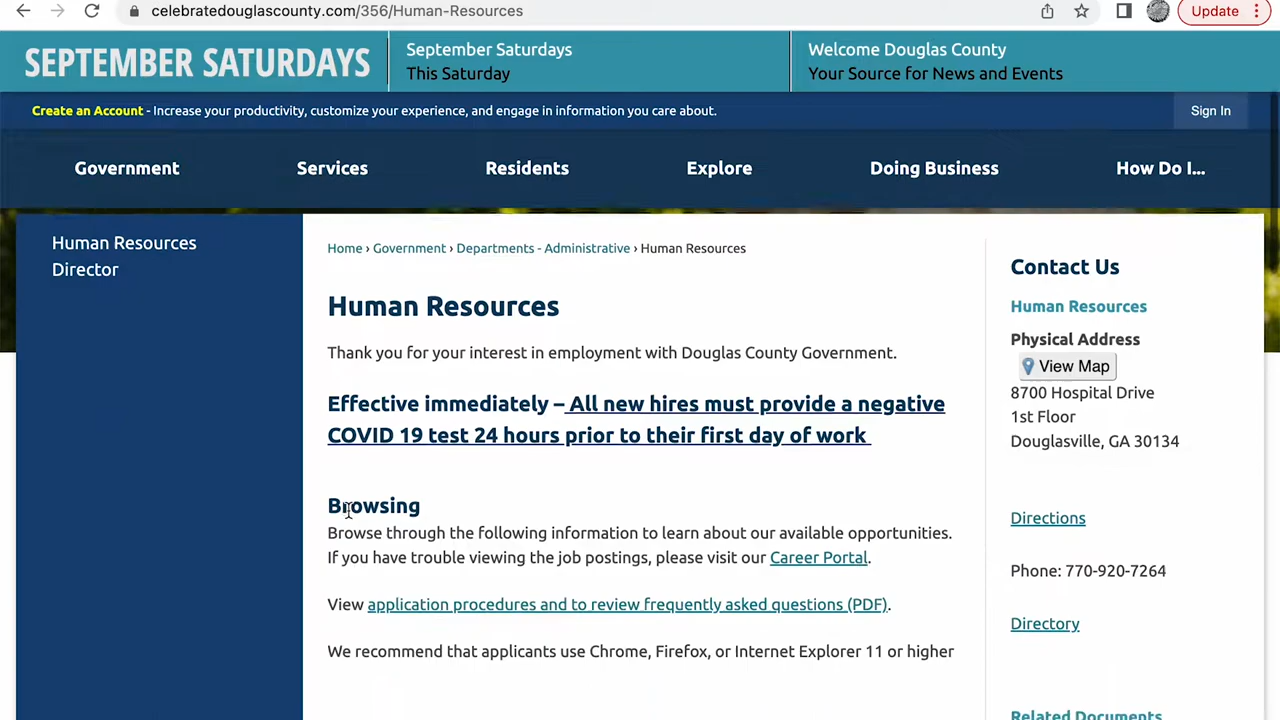 celebratedouglascounty.com/356/Human-Resources
Update
SEPTEMBER SATURDAYS
September Saturdays
This Saturday
Welcome Douglas County
Your Source for News and Events
Create an Account - Increase your productivity, customize your experience, and engage in information you care about.
Sign In
Government
Services
Residents
Explore
Doing Business
How Do I...
Human Resources
Director
Home › Government › Departments - Administrative › Human Resources
Human Resources
Thank you for your interest in employment with Douglas County Government.
Effective immediately – All new hires must provide a negative
COVID 19 test 24 hours prior to their first day of work
Browsing
Browse through the following information to learn about our available opportunities.
If you have trouble viewing the job postings, please visit our Career Portal.
View application procedures and to review frequently asked questions (PDF).
We recommend that applicants use Chrome, Firefox, or Internet Explorer 11 or higher
Contact Us
Human Resources
Physical Address
View Map
8700 Hospital Drive
1st Floor
Douglasville, GA 30134
Directions
Phone: 770-920-7264
Directory
Related Documents